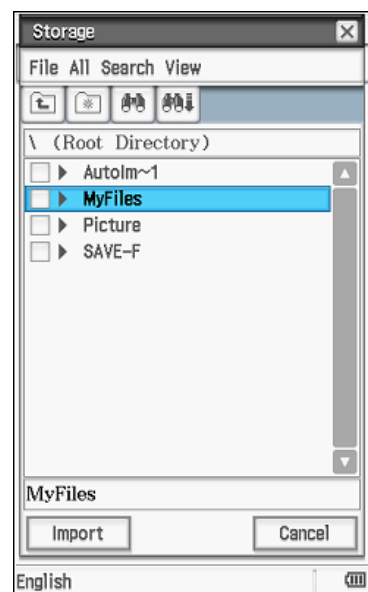 Storage
File All Search View
\ (Root Directory)
AutoIm~1
MyFiles
Picture
SAVE-F
MyFiles
Import Cancel
English